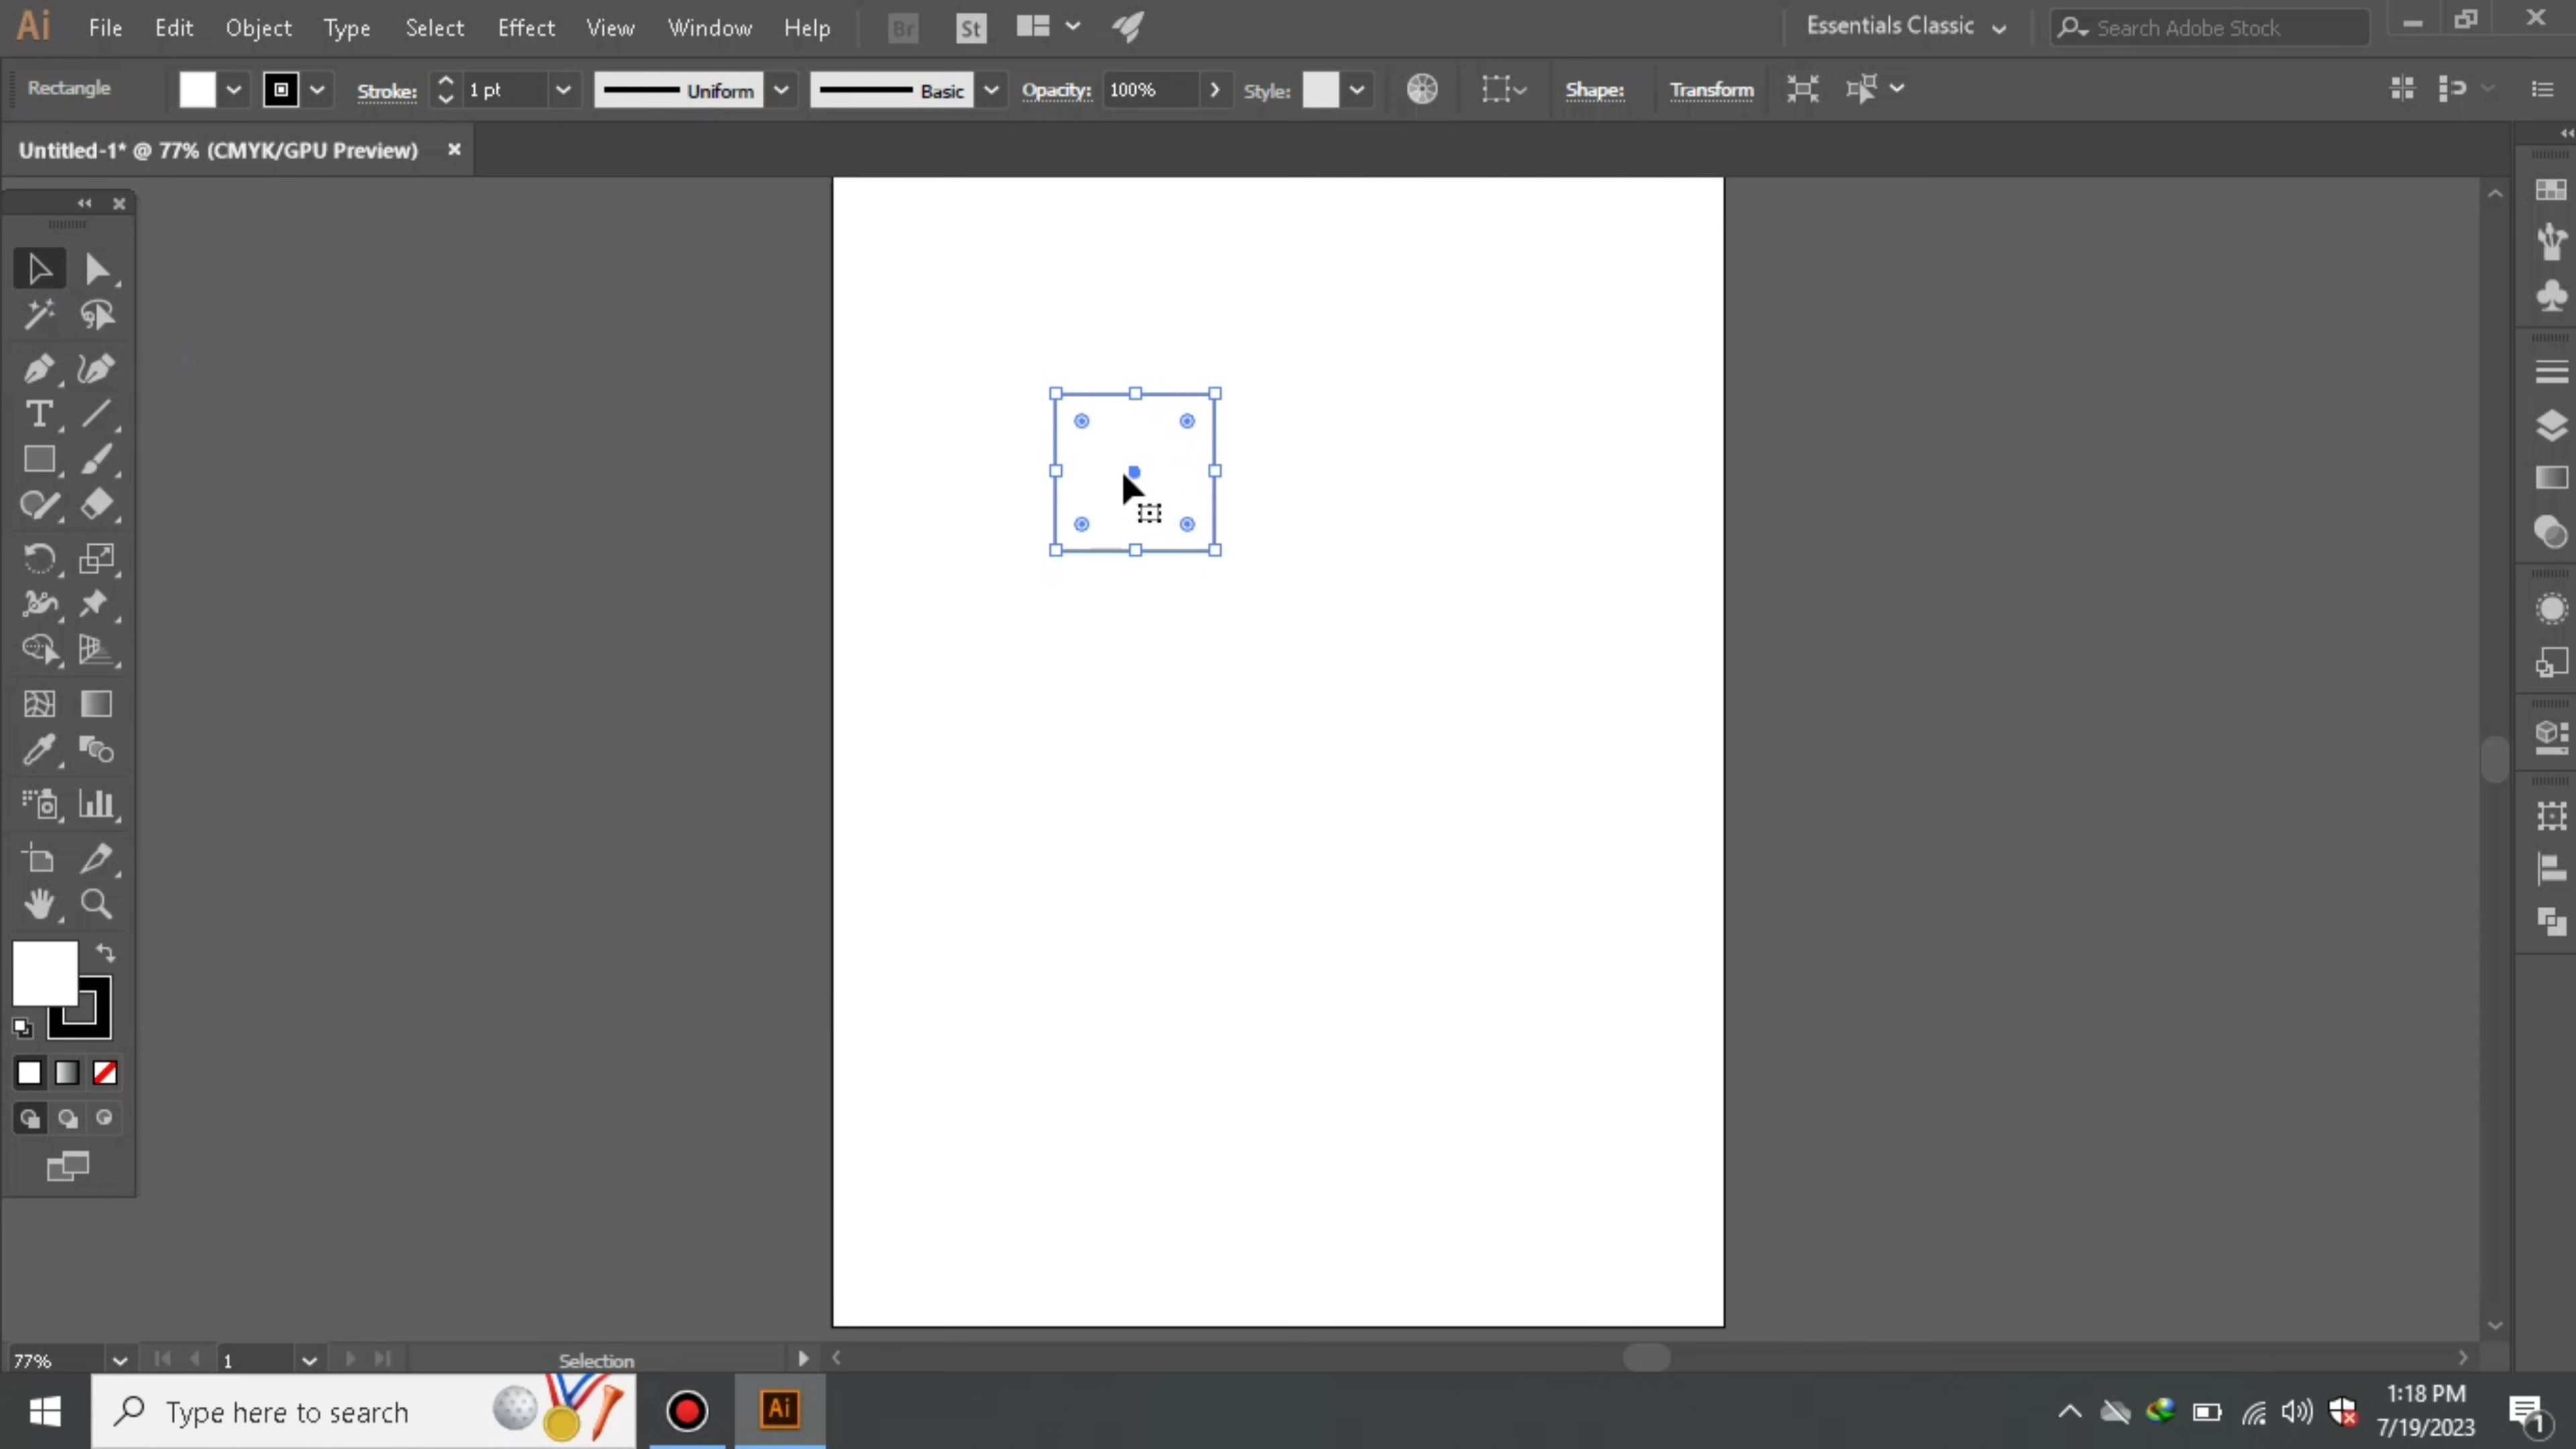 Ai File Edit Object Type Select Effect View Window Help Br St Essentials Classic Search Adobe Stock
Rectangle Stroke: 1 pt Uniform Basic Opacity: 100% Style: Shape: Transform
Untitled-1* @ 77% (CMYK/GPU Preview)
T
77% 1 Selection
Type here to search Ai 1:18 PM
7/19/2023
1